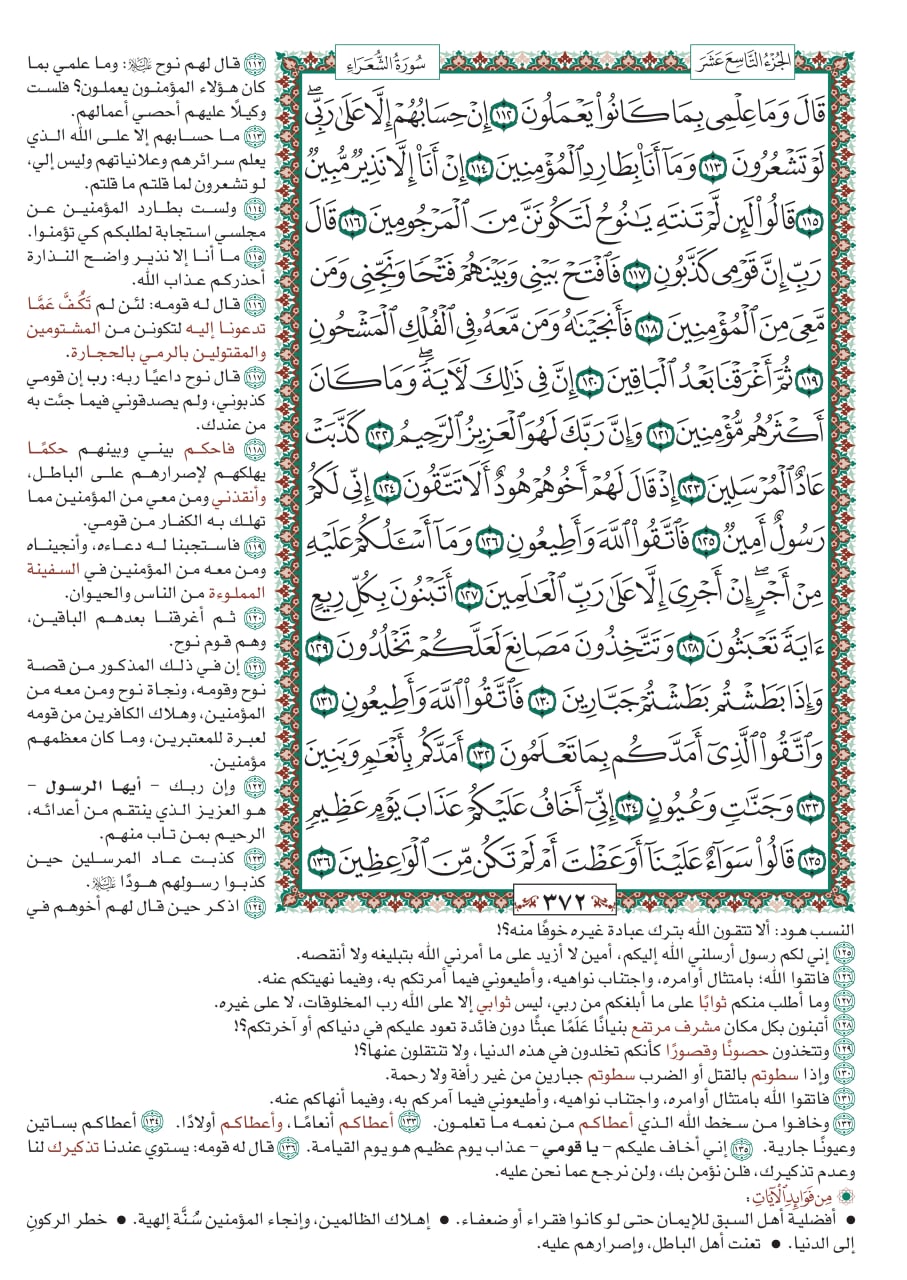 الجُزْءُ التَّاسِعَ عَشَرَ
سُورَةُ الشُّعَرَاءِ
قَالَ وَمَا عِلْمِى بِمَا كَانُوا۟ يَعْمَلُونَ ١١٢ إِنْ حِسَابُهُمْ إِلَّا عَلَىٰ رَبِّى ۖ
لَوْ تَشْعُرُونَ ١١٣ وَمَآ أَنَا۠ بِطَارِدِ ٱلْمُؤْمِنِينَ ١١٤ إِنْ أَنَا۠ إِلَّا نَذِيرٌ مُّبِينٌ
١١٥ قَالُوا۟ لَئِن لَّمْ تَنتَهِ يَـٰنُوحُ لَتَكُونَنَّ مِنَ ٱلْمَرْجُومِينَ ١١٦ قَالَ
رَبِّ إِنَّ قَوْمِى كَذَّبُونِ ١١٧ فَٱفْتَحْ بَيْنِى وَبَيْنَهُمْ فَتْحًا وَنَجِّنِى وَمَن
مَّعِىَ مِنَ ٱلْمُؤْمِنِينَ ١١٨ فَأَنجَيْنَـٰهُ وَمَن مَّعَهُۥ فِى ٱلْفُلْكِ ٱلْمَشْحُونِ
١١٩ ثُمَّ أَغْرَقْنَا بَعْدُ ٱلْبَاقِينَ ١٢٠ إِنَّ فِى ذَٰلِكَ لَـَٔايَةً ۖ وَمَا كَانَ
أَكْثَرُهُم مُّؤْمِنِينَ ١٢١ وَإِنَّ رَبَّكَ لَهُوَ ٱلْعَزِيزُ ٱلرَّحِيمُ ١٢٢ كَذَّبَتْ
عَادٌ ٱلْمُرْسَلِينَ ١٢٣ إِذْ قَالَ لَهُمْ أَخُوهُمْ هُودٌ أَلَا تَتَّقُونَ ١٢٤ إِنِّى لَكُمْ
رَسُولٌ أَمِينٌ ١٢٥ فَٱتَّقُوا۟ ٱللَّهَ وَأَطِيعُونِ ١٢٦ وَمَآ أَسْـَٔلُكُمْ عَلَيْهِ
مِنْ أَجْرٍ ۖ إِنْ أَجْرِىَ إِلَّا عَلَىٰ رَبِّ ٱلْعَـٰلَمِينَ ١٢٧ أَتَبْنُونَ بِكُلِّ رِيعٍ
ءَايَةً تَعْبَثُونَ ١٢٨ وَتَتَّخِذُونَ مَصَانِعَ لَعَلَّكُمْ تَخْلُدُونَ ١٢٩
وَإِذَا بَطَشْتُم بَطَشْتُمْ جَبَّارِينَ ١٣٠ فَٱتَّقُوا۟ ٱللَّهَ وَأَطِيعُونِ ١٣١
وَٱتَّقُوا۟ ٱلَّذِىٓ أَمَدَّكُم بِمَا تَعْلَمُونَ ١٣٢ أَمَدَّكُم بِأَنْعَـٰمٍ وَبَنِينَ
١٣٣ وَجَنَّـٰتٍ وَعُيُونٍ ١٣٤ إِنِّىٓ أَخَافُ عَلَيْكُمْ عَذَابَ يَوْمٍ عَظِيمٍ
١٣٥ قَالُوا۟ سَوَآءٌ عَلَيْنَآ أَوَعَظْتَ أَمْ لَمْ تَكُن مِّنَ ٱلْوَٰعِظِينَ ١٣٦
٣٧٢
١١٢ قال لهم نوح عليه السلام: وما علمي بما
كان هؤلاء المؤمنون يعملون؟ فلست
وكيلًا عليهم أحصي أعمالهم.
١١٣ ما حسابهم إلا على الله الذي
يعلم سرائرهم وعلانياتهم وليس إلي،
لو تشعرون لما قلتم ما قلتم.
١١٤ ولست بطارد المؤمنين عن
مجلسي استجابة لطلبكم كي تؤمنوا.
١١٥ ما أنا إلا نذير واضح النذارة
أحذركم عذاب الله.
١١٦ قال له قومه: لئن لم تَكُفَّ عَمَّا
تدعونا إليه لتكونن من المشتومين
والمقتولين بالرمي بالحجارة.
١١٧ قال نوح داعيًا ربه: رب إن قومي
كذبوني، ولم يصدقوني فيما جئت به
من عندك.
١١٨ فاحكم بيني وبينهم حكمًا
يهلكهم لإصرارهم على الباطل،
وأنقذني ومن معي من المؤمنين مما
تهلك به الكفار من قومي.
١١٩ فاستجبنا له دعاءه، وأنجيناه
ومن معه من المؤمنين في السفينة
المملوءة من الناس والحيوان.
١٢٠ ثم أغرقنا بعدهم الباقين،
وهم قوم نوح.
١٢١ إن في ذلك المذكور من قصة
نوح وقومه، ونجاة نوح ومن معه من
المؤمنين، وهلاك الكافرين من قومه
لعبرة للمعتبرين، وما كان معظمهم
مؤمنين.
١٢٢ وإن ربك - أيها الرسول -
هو العزيز الذي ينتقم من أعدائه،
الرحيم بمن تاب منهم.
١٢٣ كذبت عاد المرسلين حين
كذبوا رسولهم هودًا عليه السلام.
١٢٤ اذكر حين قال لهم أخوهم في
النسب هود: ألا تتقون الله بترك عبادة غيره خوفًا منه؟!
١٢٥ إني لكم رسول أرسلني الله إليكم، أمين لا أزيد على ما أمرني الله بتبليغه ولا أنقصه.
١٢٦ فاتقوا الله؛ بامتثال أوامره، واجتناب نواهيه، وأطيعوني فيما أمرتكم به، وفيما نهيتكم عنه.
١٢٧ وما أطلب منكم ثوابًا على ما أبلغكم من ربي، ليس ثوابي إلا على الله رب المخلوقات، لا على غيره.
١٢٨ أتبنون بكل مكان مشرف مرتفع بنيانًا عَلَمًا عبثًا دون فائدة تعود عليكم في دنياكم أو آخرتكم؟!
١٢٩ وتتخذون حصونًا وقصورًا كأنكم تخلدون في هذه الدنيا، ولا تنتقلون عنها؟!
١٣٠ وإذا سطوتم بالقتل أو الضرب سطوتم جبارين من غير رأفة ولا رحمة.
١٣١ فاتقوا الله بامتثال أوامره، واجتناب نواهيه، وأطيعوني فيما آمركم به، وفيما أنهاكم عنه.
١٣٢ وخافوا من سخط الله الذي أعطاكم من نعمه ما تعلمون. ١٣٣ أعطاكم أنعامًا، وأعطاكم أولادًا. ١٣٤ أعطاكم بساتين
وعيونًا جارية. ١٣٥ إني أخاف عليكم - يا قومي - عذاب يوم عظيم هو يوم القيامة. ١٣٦ قال له قومه: يستوي عندنا تذكيرك لنا
وعدم تذكيرك، فلن نؤمن بك، ولن نرجع عما نحن عليه.
مِن فَوَائِدِ الْآيَاتِ:
• أفضلية أهل السبق للإيمان حتى لو كانوا فقراء أو ضعفاء. • إهلاك الظالمين، وإنجاء المؤمنين سُنَّة إلهية. • خطر الركونِ
إلى الدنيا. • تعنت أهل الباطل، وإصرارهم عليه.